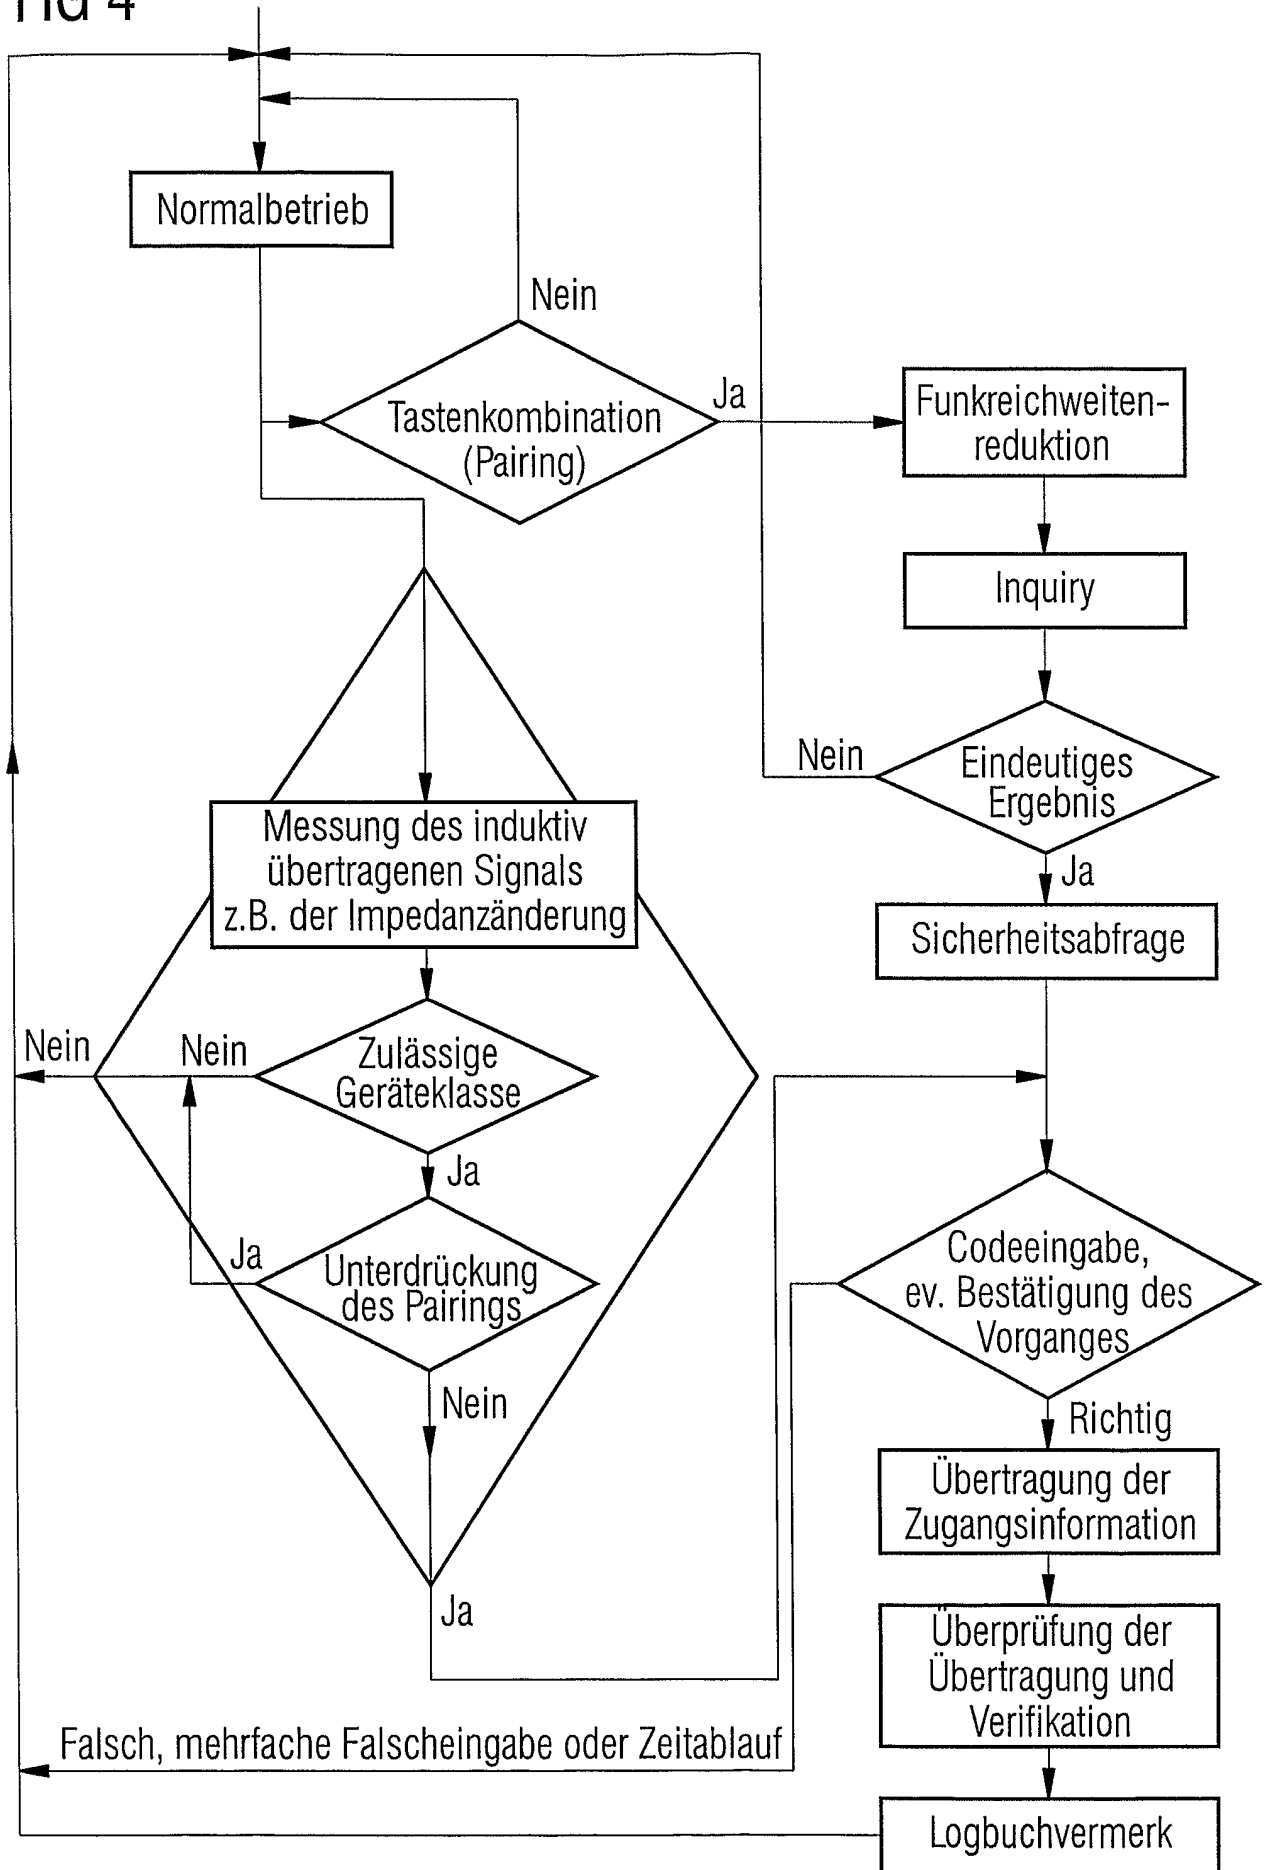 FIG 4
Normalbetrieb
Nein
Tastenkombination
(Pairing)
Ja
Funkreichweiten-
reduktion
Inquiry
Nein
Eindeutiges
Ergebnis
Ja
Sicherheitsabfrage
Messung des induktiv
übertragenen Signals
z.B. der Impedanzänderung
Nein
Nein
Zulässige
Geräteklasse
Ja
Ja
Unterdrückung
des Pairings
Nein
Ja
Codeeingabe,
ev. Bestätigung des
Vorganges
Richtig
Übertragung der
Zugangsinformation
Überprüfung der
Übertragung und
Verifikation
Falsch, mehrfache Falscheingabe oder Zeitablauf
Logbuchvermerk